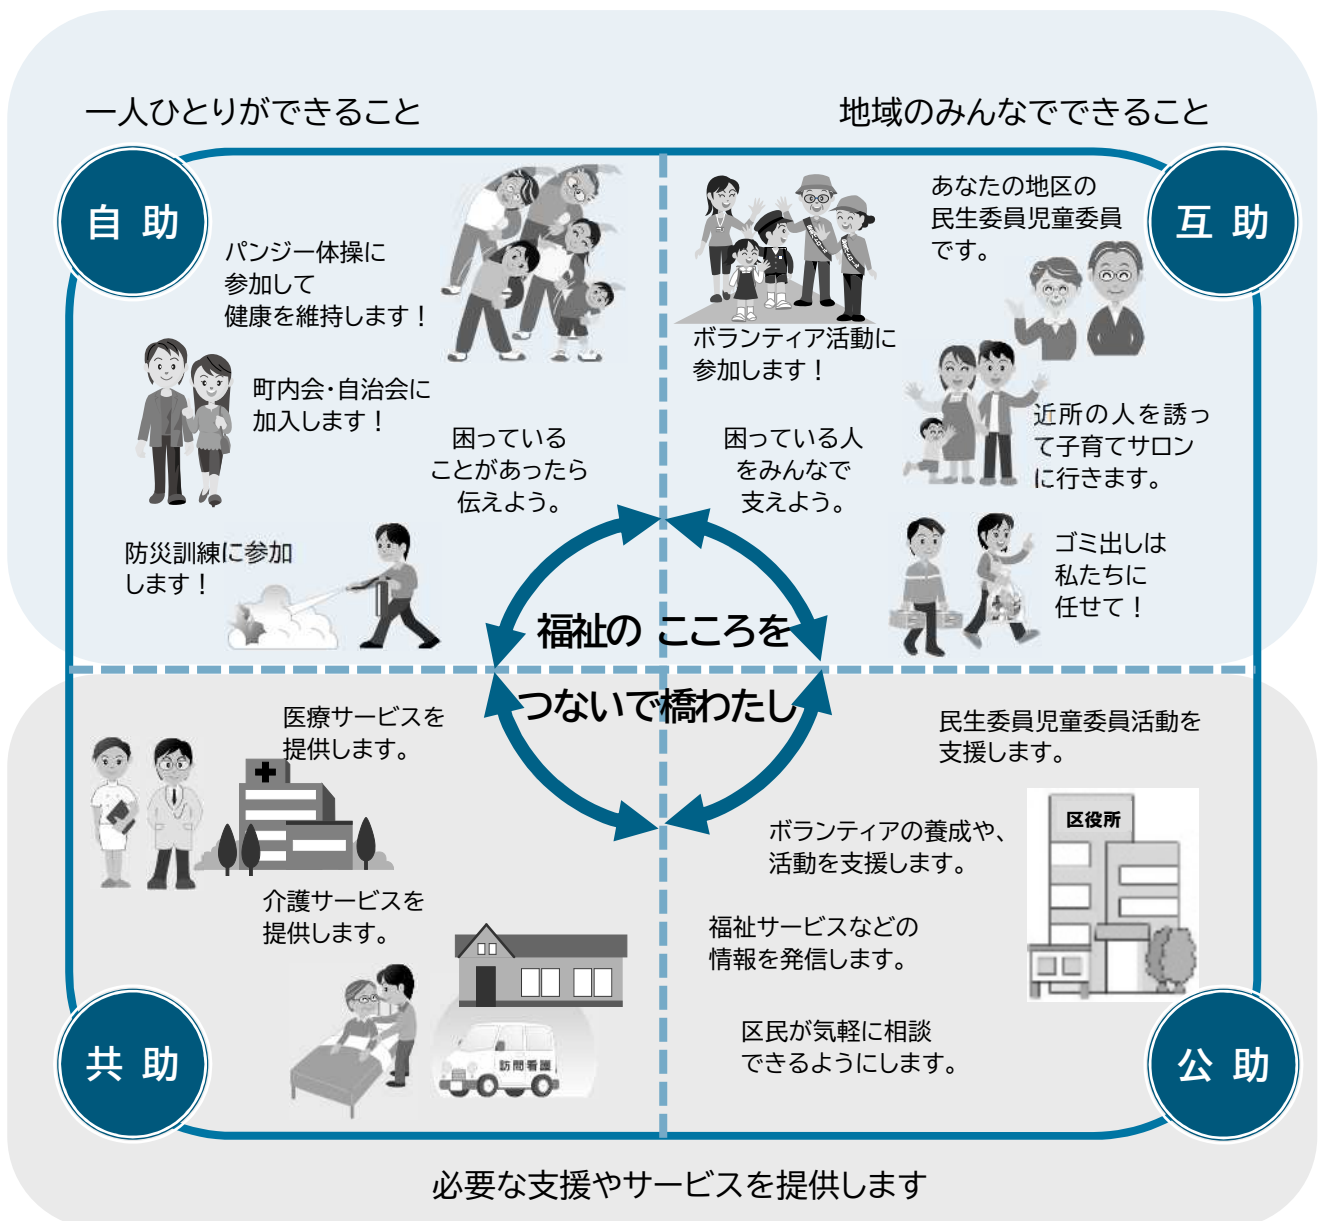 一人ひとりができること
地域のみんなでできること
自助
パンジー体操に
参加して
健康を維持します！
町内会・自治会に
加入します！
困っている
ことがあったら
伝えよう。
防災訓練に参加
します！
互助
あなたの地区の
民生委員児童委員
です。
ボランティア活動に
参加します！
近所の人を誘っ
て子育てサロン
に行きます。
困っている人
をみんなで
支えよう。
ゴミ出しは
私たちに
任せて！
福祉の こころを
つないで橋わたし
医療サービスを
提供します。
介護サービスを
提供します。
訪問看護
共助
民生委員児童委員活動を
支援します。
区役所
ボランティアの養成や、
活動を支援します。
福祉サービスなどの
情報を発信します。
区民が気軽に相談
できるようにします。
公助
必要な支援やサービスを提供します